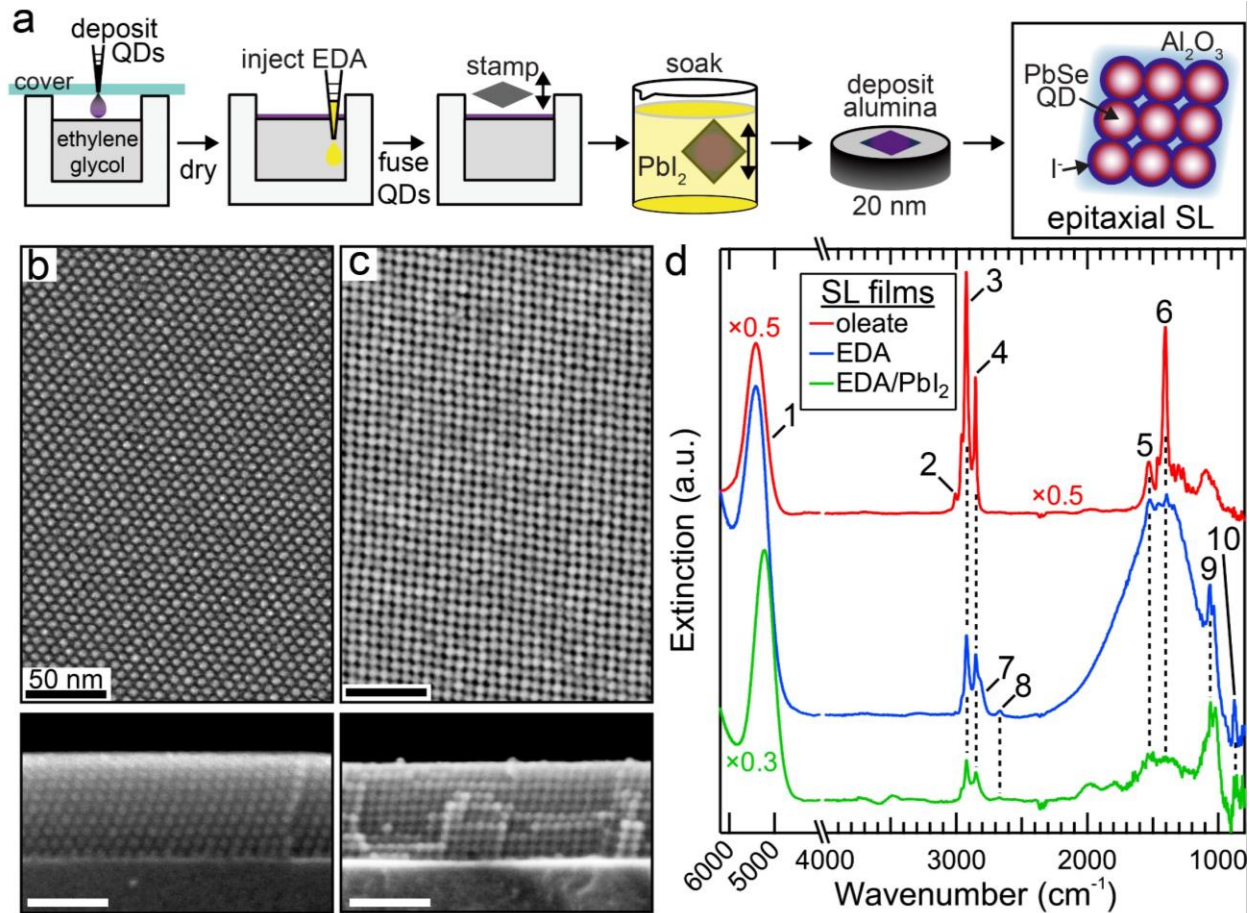 a
deposit
QDs
cover
ethylene
glycol
dry
inject EDA
fuse
QDs
stamp
soak
PbI₂
deposit
alumina
20 nm
Al₂O₃
PbSe
QD
I⁻
epitaxial SL
b
50 nm
c
d
SL films
oleate
EDA
EDA/PbI₂
×0.5
×0.5
×0.3
1
2
3
4
5
6
7
8
9
10
Extinction (a.u.)
6000
5000
4000
3000
2000
1000
Wavenumber (cm⁻¹)